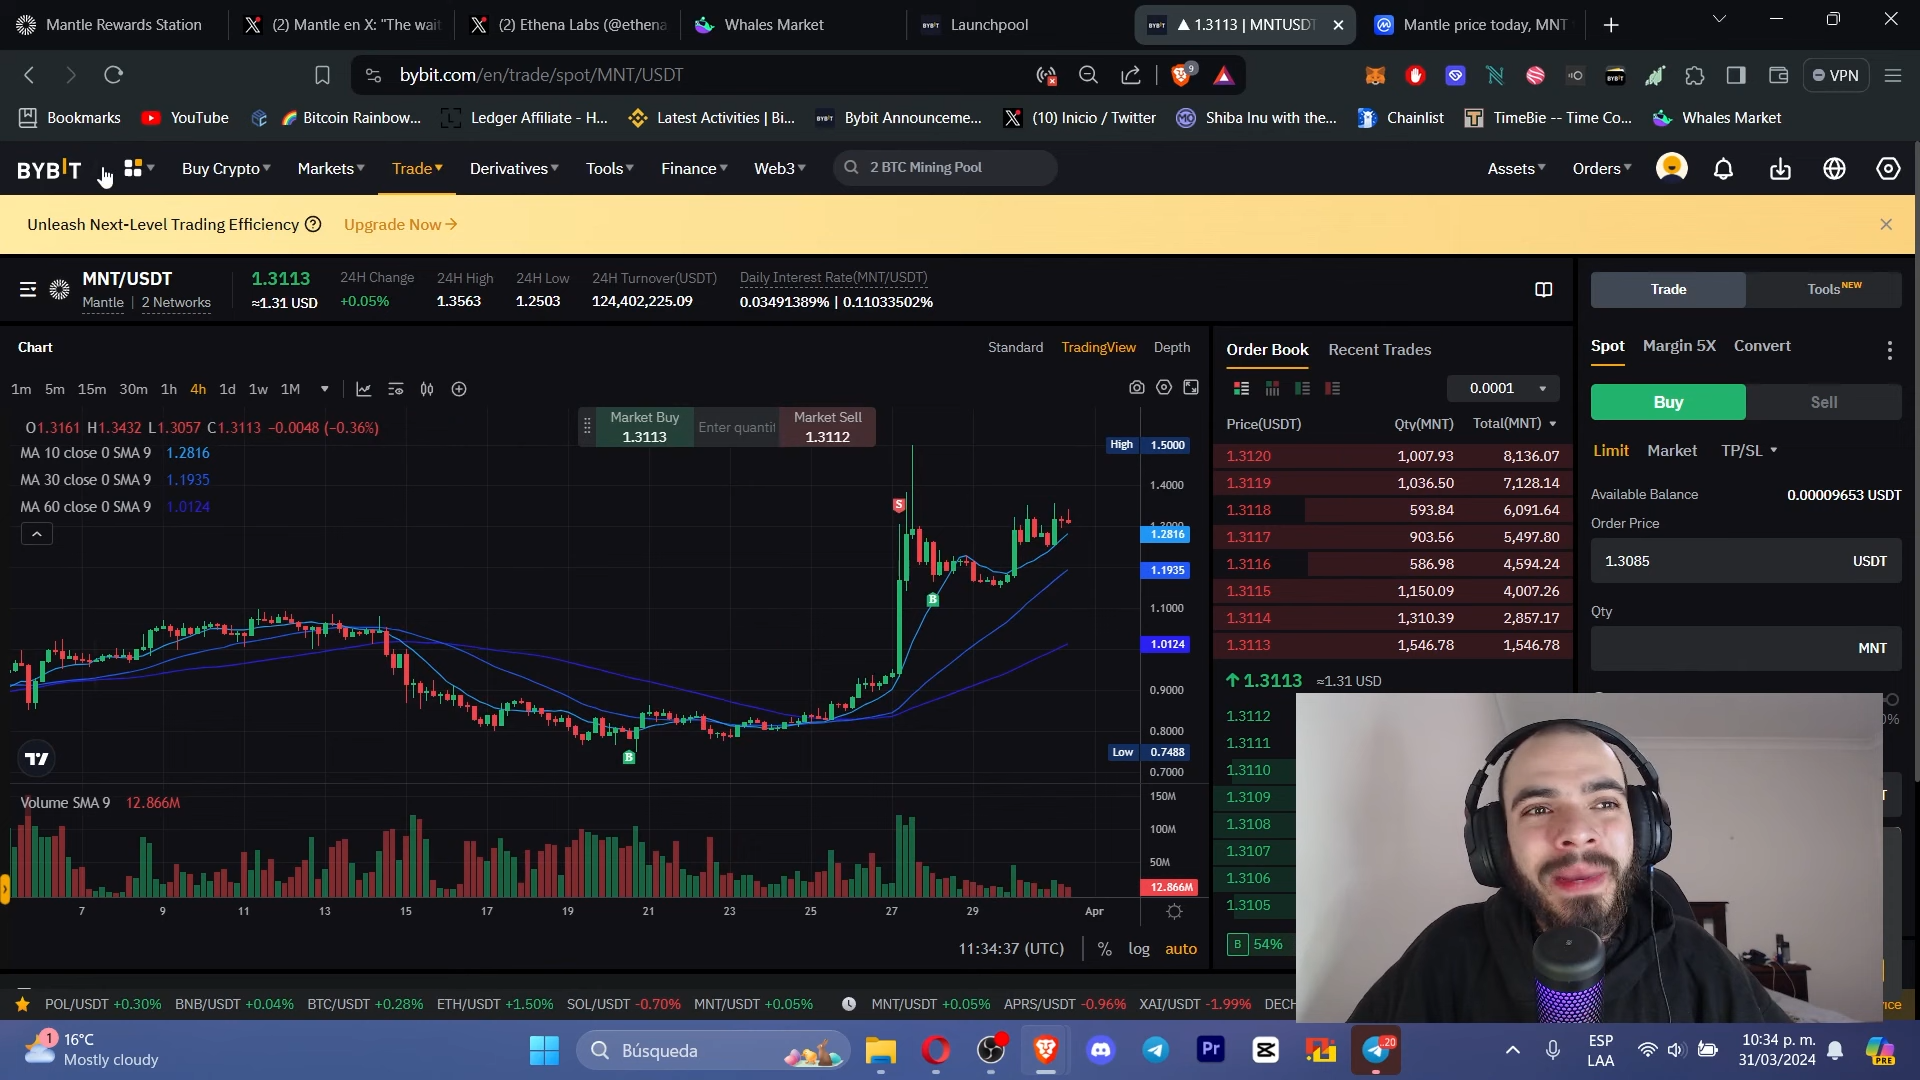 Mantle Rewards Station
(2) Mantle en X: "The wait
(2) Ethena Labs (@ethena
Whales Market
Launchpool
▲ 1.3113 | MNTUSDT
Mantle price today, MNT
bybit.com/en/trade/spot/MNT/USDT
9
VPN
Bookmarks
YouTube
Bitcoin Rainbow...
Ledger Affiliate - H...
Latest Activities | Bi...
Bybit Announceme...
(10) Inicio / Twitter
Shiba Inu with the...
Chainlist
TimeBie -- Time Co...
Whales Market
BYBIT
Buy Crypto
Markets
Trade
Derivatives
Tools
Finance
Web3
2 BTC Mining Pool
Assets
Orders
Unleash Next-Level Trading Efficiency
Upgrade Now
MNT/USDT
Mantle | 2 Networks
1.3113
≈1.31 USD
24H Change
+0.05%
24H High
1.3563
24H Low
1.2503
24H Turnover(USDT)
124,402,225.09
Daily Interest Rate(MNT/USDT)
0.03491389% | 0.11033502%
Trade
Tools NEW
Chart
Standard
TradingView
Depth
1m 5m 15m 30m 1h 4h 1d 1w 1M
O1.3161 H1.3432 L1.3057 C1.3113 −0.0048 (−0.36%)
MA 10 close 0 SMA 9 1.2816
MA 30 close 0 SMA 9 1.1935
MA 60 close 0 SMA 9 1.0124
Market Buy
1.3113
Enter quantit
Market Sell
1.3112
S
B
B
High 1.5000
1.4000
1.3000
1.2816
1.1935
1.1000
1.0124
0.9000
0.8000
Low 0.7488
0.7000
Volume SMA 9 12.866M
150M
100M
50M
12.866M
7 9 11 13 15 17 19 21 23 25 27 29 Apr
11:34:37 (UTC)
%
log
auto
Order Book
Recent Trades
0.0001
Price(USDT) Qty(MNT) Total(MNT)
1.3120 1,007.93 8,136.07
1.3119 1,036.50 7,128.14
1.3118 593.84 6,091.64
1.3117 903.56 5,497.80
1.3116 586.98 4,594.24
1.3115 1,150.09 4,007.26
1.3114 1,310.39 2,857.17
1.3113 1,546.78 1,546.78
1.3113 ≈1.31 USD
1.3112
1.3111
1.3110
1.3109
1.3108
1.3107
1.3106
1.3105
B 54%
Spot
Margin 5X
Convert
Buy
Sell
Limit
Market
TP/SL
Available Balance 0.00009653 USDT
Order Price
1.3085 USDT
Qty
MNT
POL/USDT +0.30%
BNB/USDT +0.04%
BTC/USDT +0.28%
ETH/USDT +1.50%
SOL/USDT -0.70%
MNT/USDT +0.05%
MNT/USDT +0.05%
APRS/USDT -0.96%
XAI/USDT -1.99%
DECH
1
16°C
Mostly cloudy
Búsqueda
Pr
20
ESP
LAA
10:34 p. m.
31/03/2024
PRE